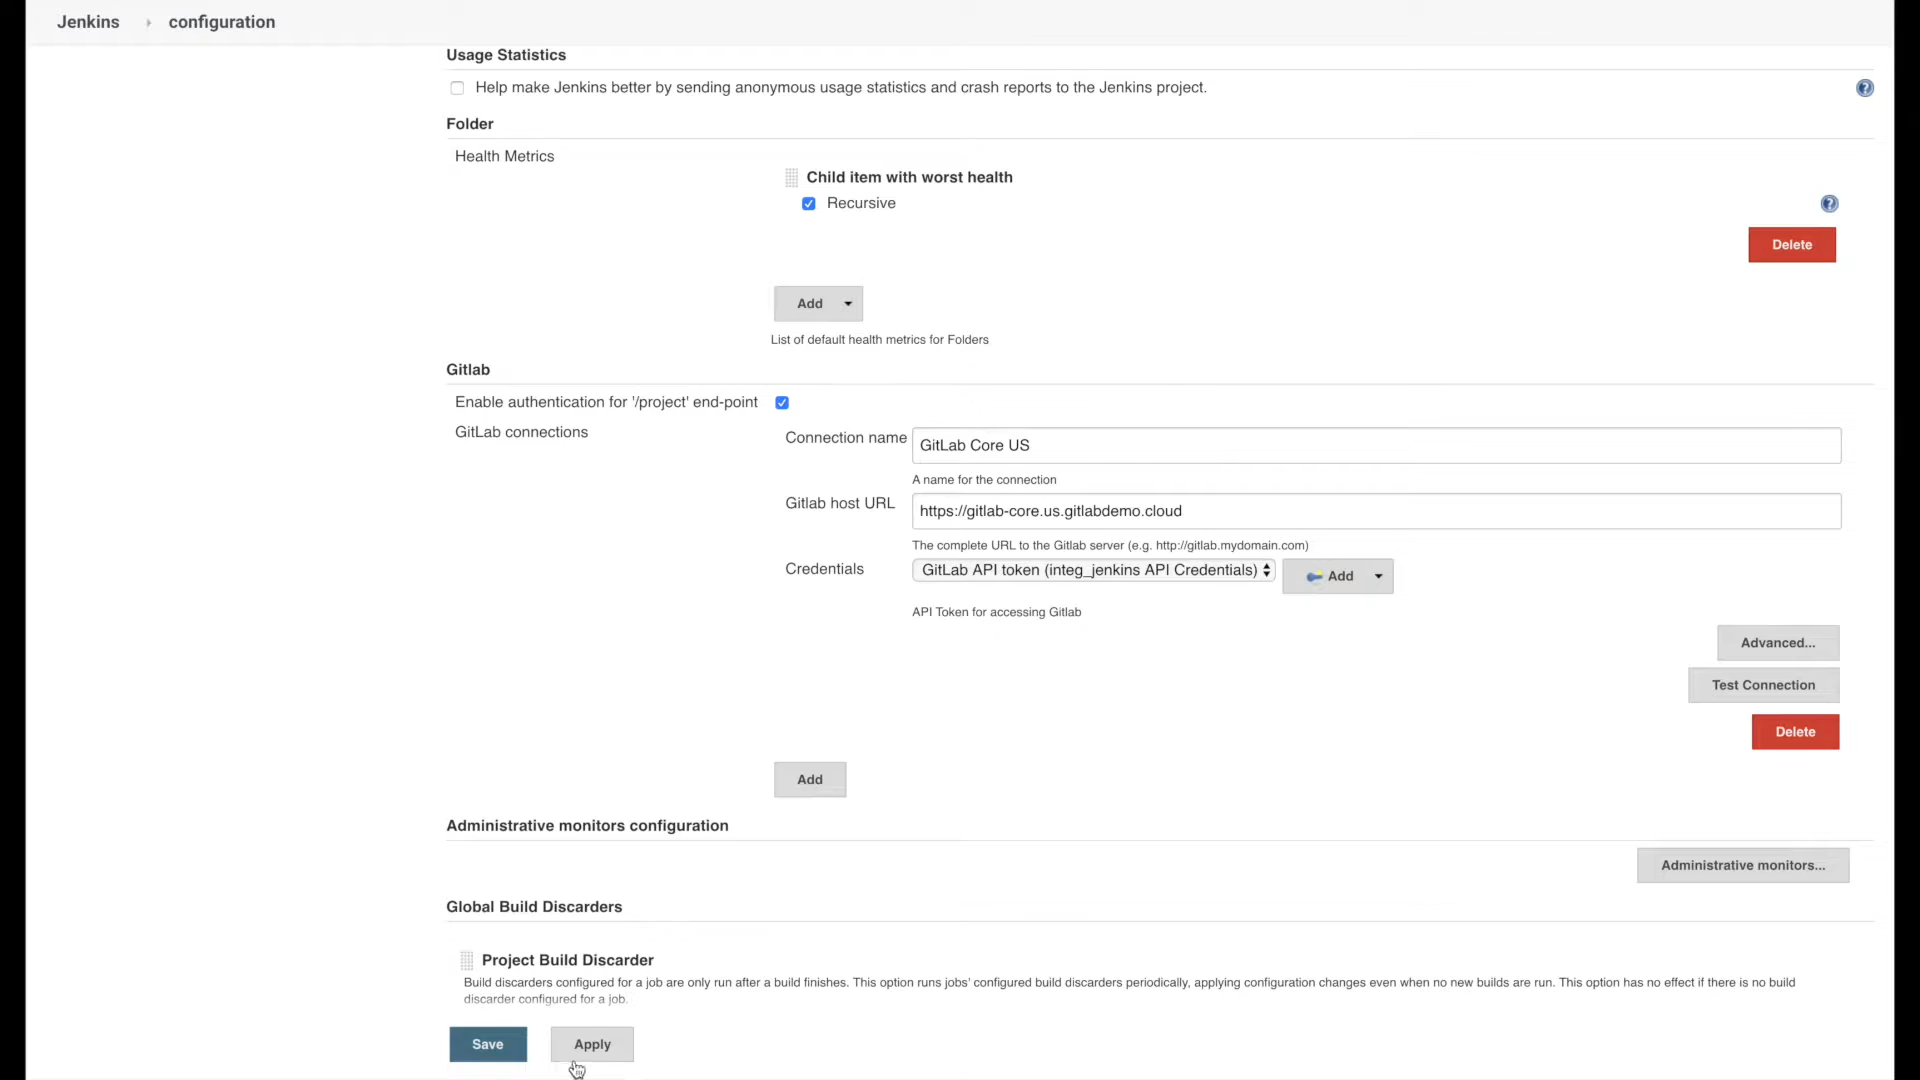 Jenkins › configuration
Usage Statistics
Help make Jenkins better by sending anonymous usage statistics and crash reports to the Jenkins project.
Folder
Health Metrics
Child item with worst health
Recursive
Delete
Add
List of default health metrics for Folders
Gitlab
Enable authentication for '/project' end-point
GitLab connections
Connection name
GitLab Core US
A name for the connection
Gitlab host URL
https://gitlab-core.us.gitlabdemo.cloud
The complete URL to the Gitlab server (e.g. http://gitlab.mydomain.com)
Credentials
GitLab API token (integ_jenkins API Credentials)
Add
API Token for accessing Gitlab
Advanced...
Test Connection
Delete
Add
Administrative monitors configuration
Administrative monitors...
Global Build Discarders
Project Build Discarder
Build discarders configured for a job are only run after a build finishes. This option runs jobs' configured build discarders periodically, applying configuration changes even when no new builds are run. This option has no effect if there is no build
discarder configured for a job.
Save
Apply